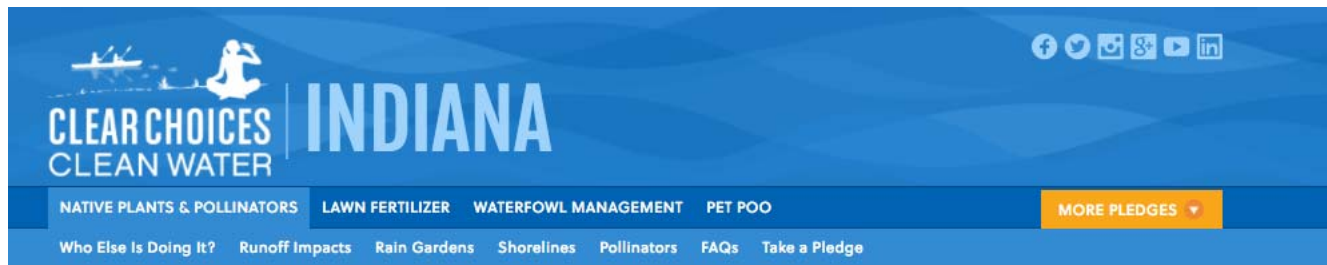 CLEAR CHOICES
CLEAN WATER
INDIANA
NATIVE PLANTS & POLLINATORS LAWN FERTILIZER WATERFOWL MANAGEMENT PET POO MORE PLEDGES
Who Else Is Doing It? Runoff Impacts Rain Gardens Shorelines Pollinators FAQs Take a Pledge